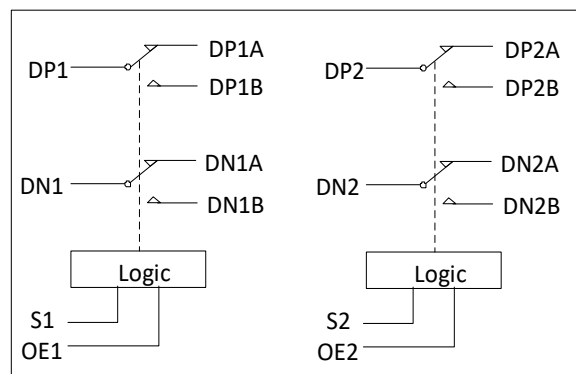 DP1A
DP1
DP1B
DN1A
DN1
DN1B
Logic
S1
OE1
DP2A
DP2
DP2B
DN2A
DN2
DN2B
Logic
S2
OE2